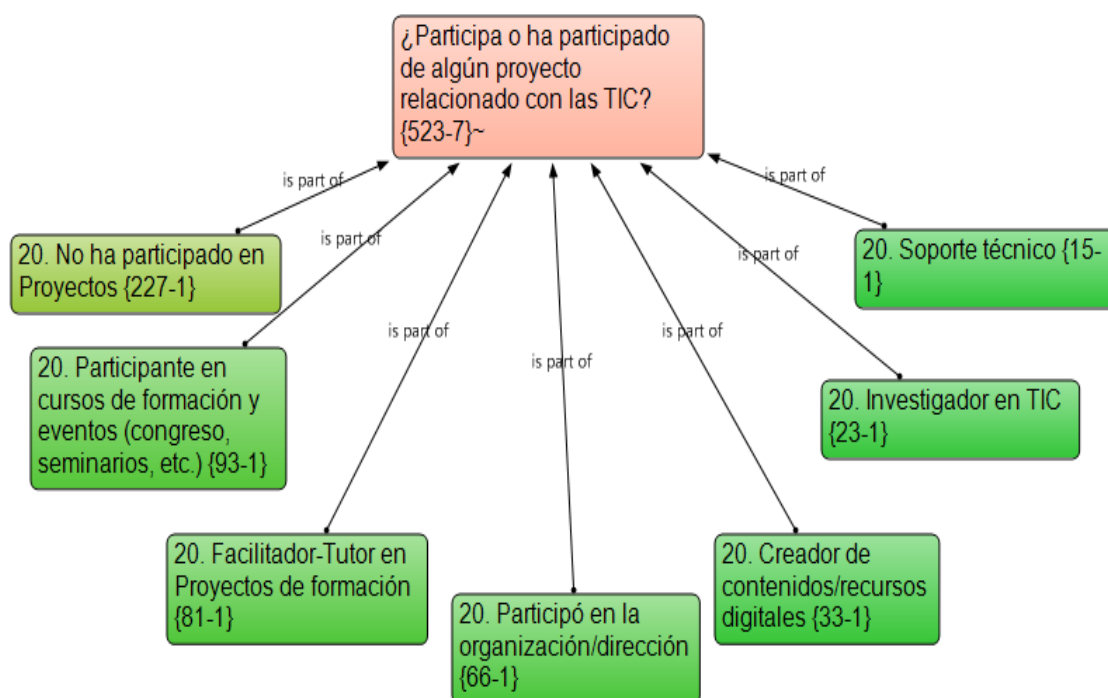 ¿Participa o ha participado
de algún proyecto
relacionado con las TIC?
{523-7}~
is part of
is part of
is part of
is part of
is part of
is part of
is part of
20. No ha participado en
Proyectos {227-1}
20. Soporte técnico {15-
1}
20. Participante en
cursos de formación y
eventos (congreso,
seminarios, etc.) {93-1}
20. Investigador en TIC
{23-1}
20. Facilitador-Tutor en
Proyectos de formación
{81-1}
20. Participó en la
organización/dirección
{66-1}
20. Creador de
contenidos/recursos
digitales {33-1}